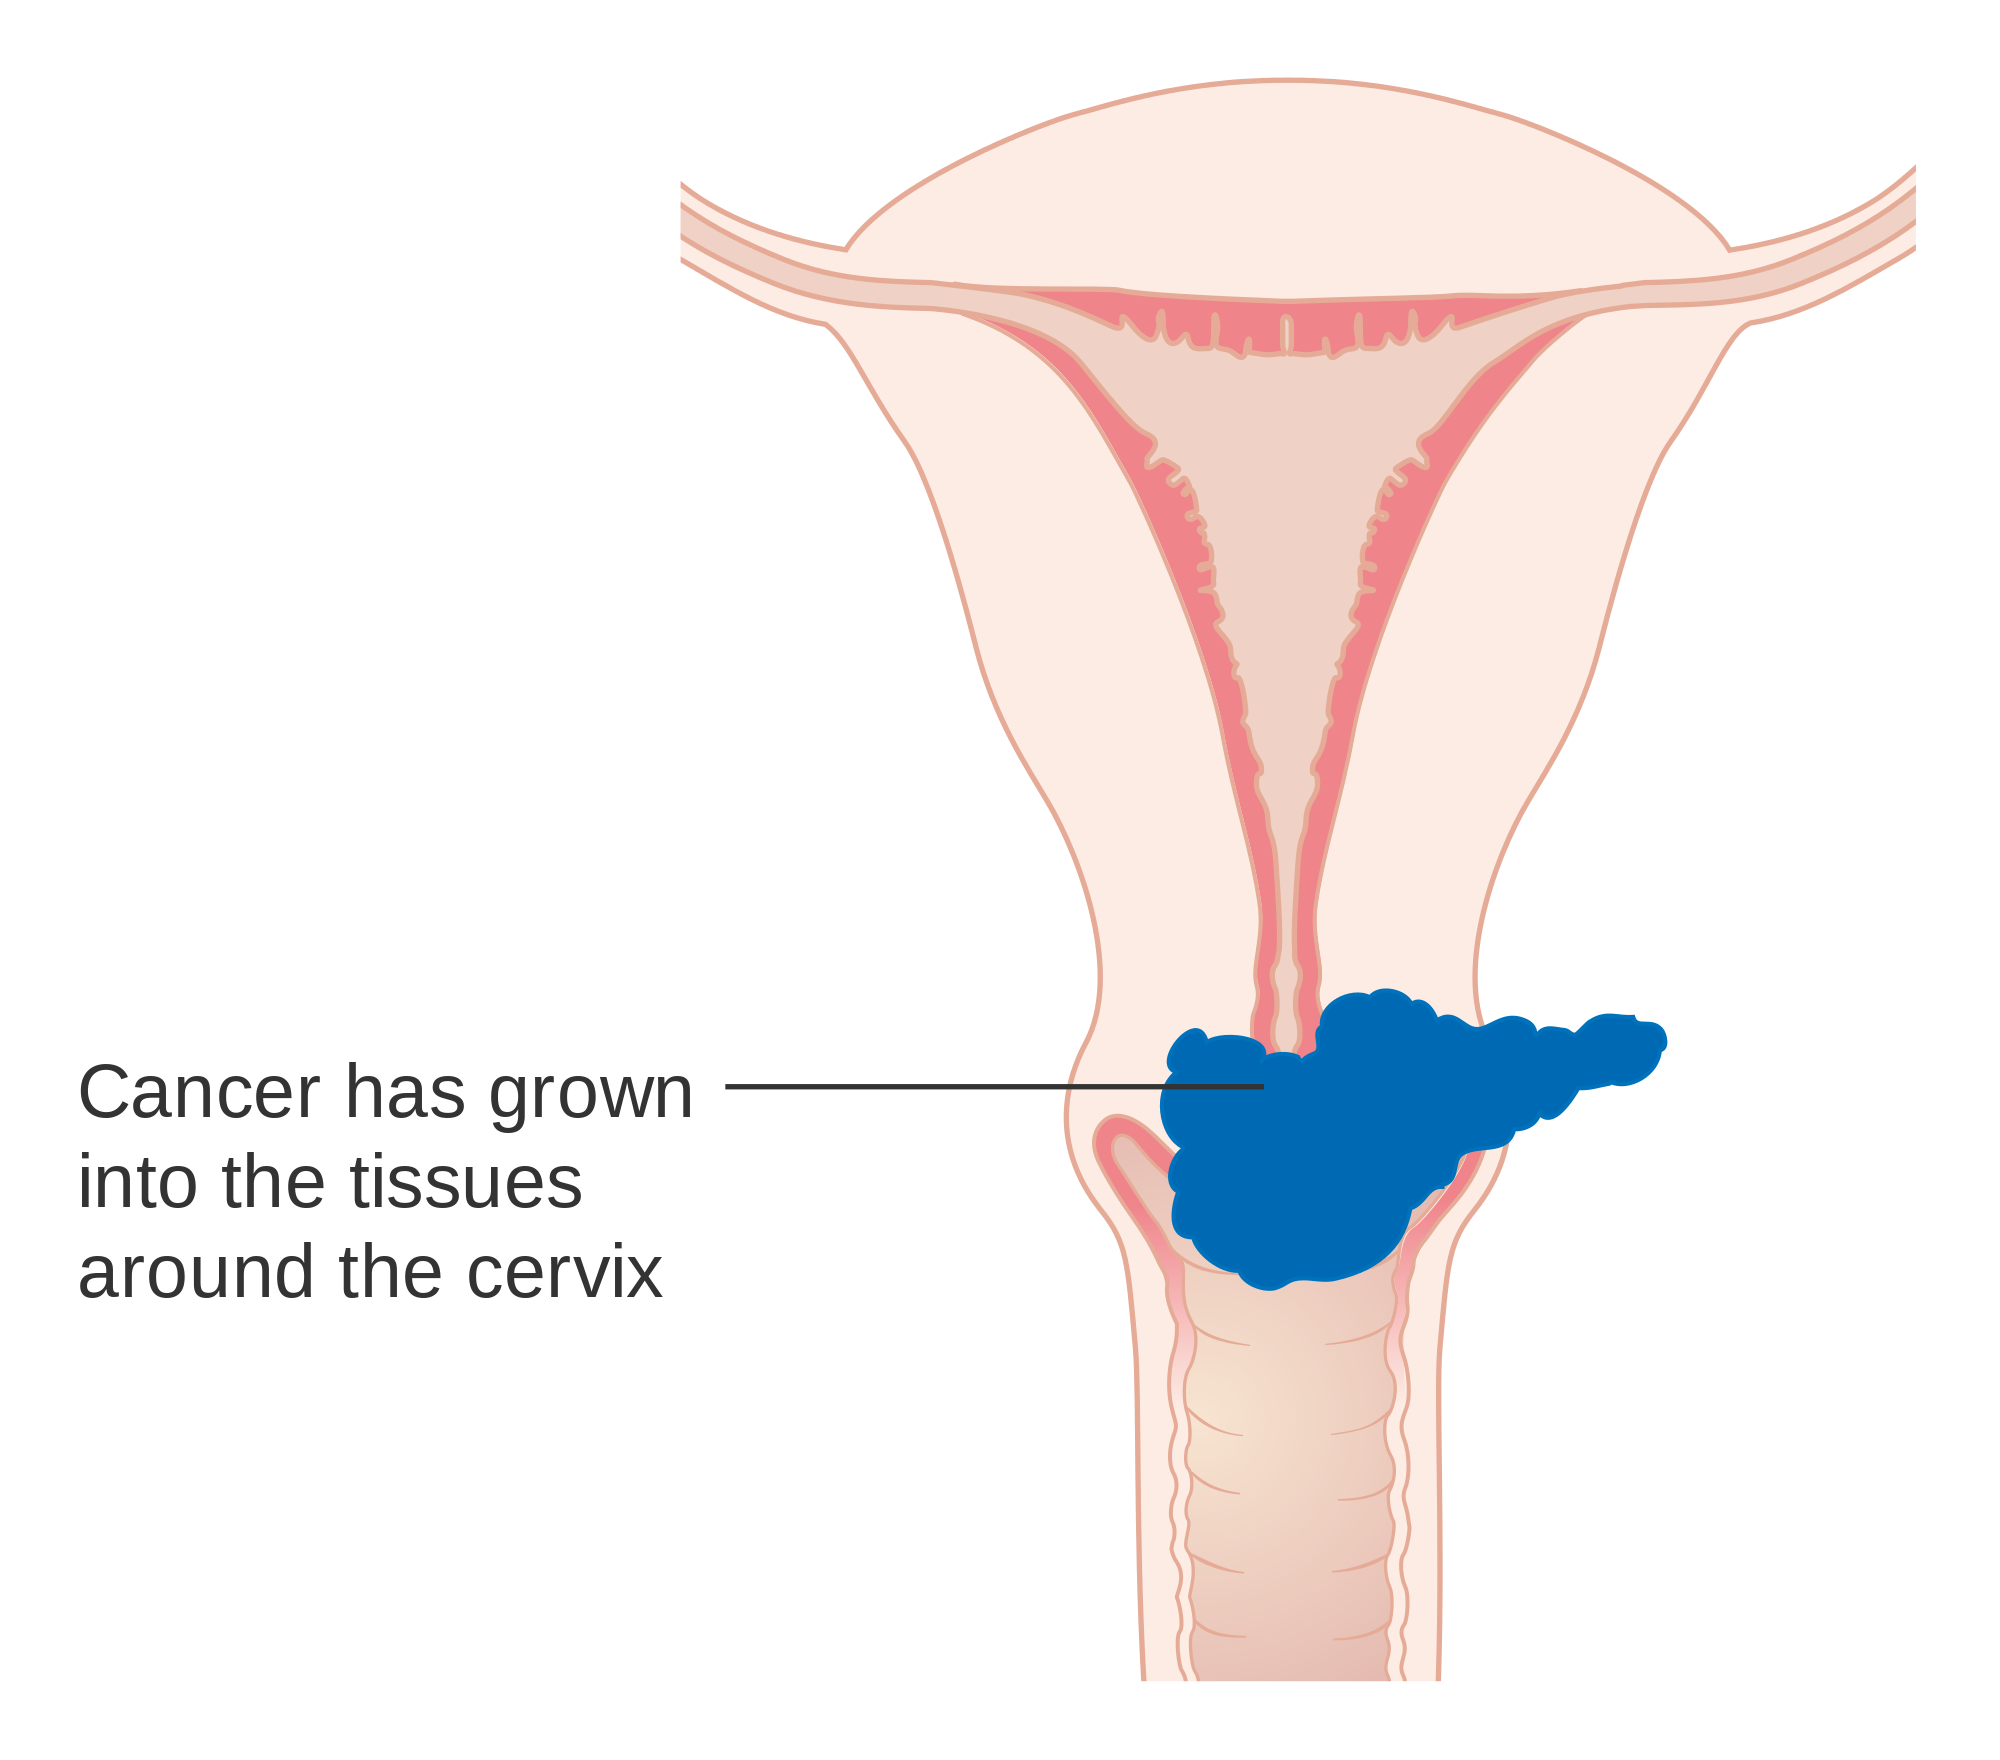 Cancer has grown
into the tissues
around the cervix